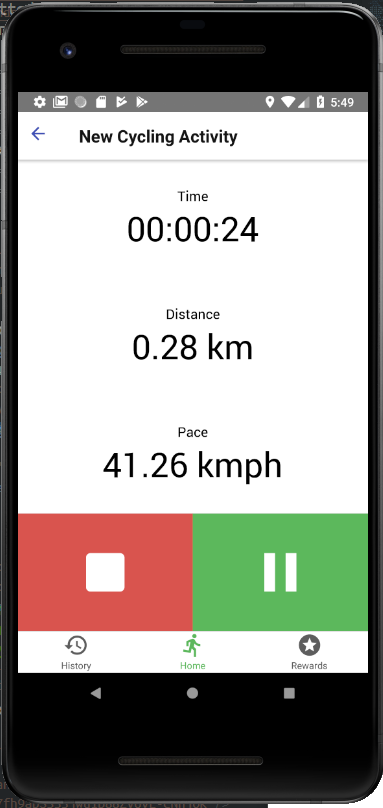 5:49
New Cycling Activity
Time
00:00:24
Distance
0.28 km
Pace
41.26 kmph
History
Home
Rewards